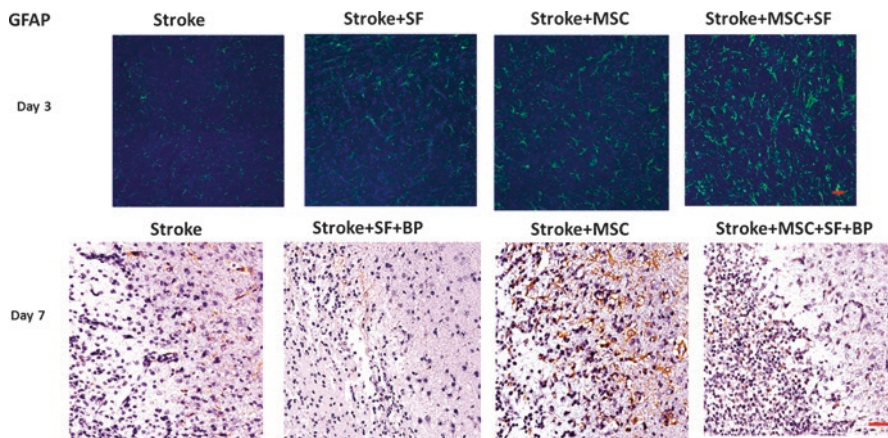 GFAP Stroke Stroke+SF Stroke+MSC Stroke+MSC+SF
Day 3
Stroke Stroke+SF+BP Stroke+MSC Stroke+MSC+SF+BP
Day 7